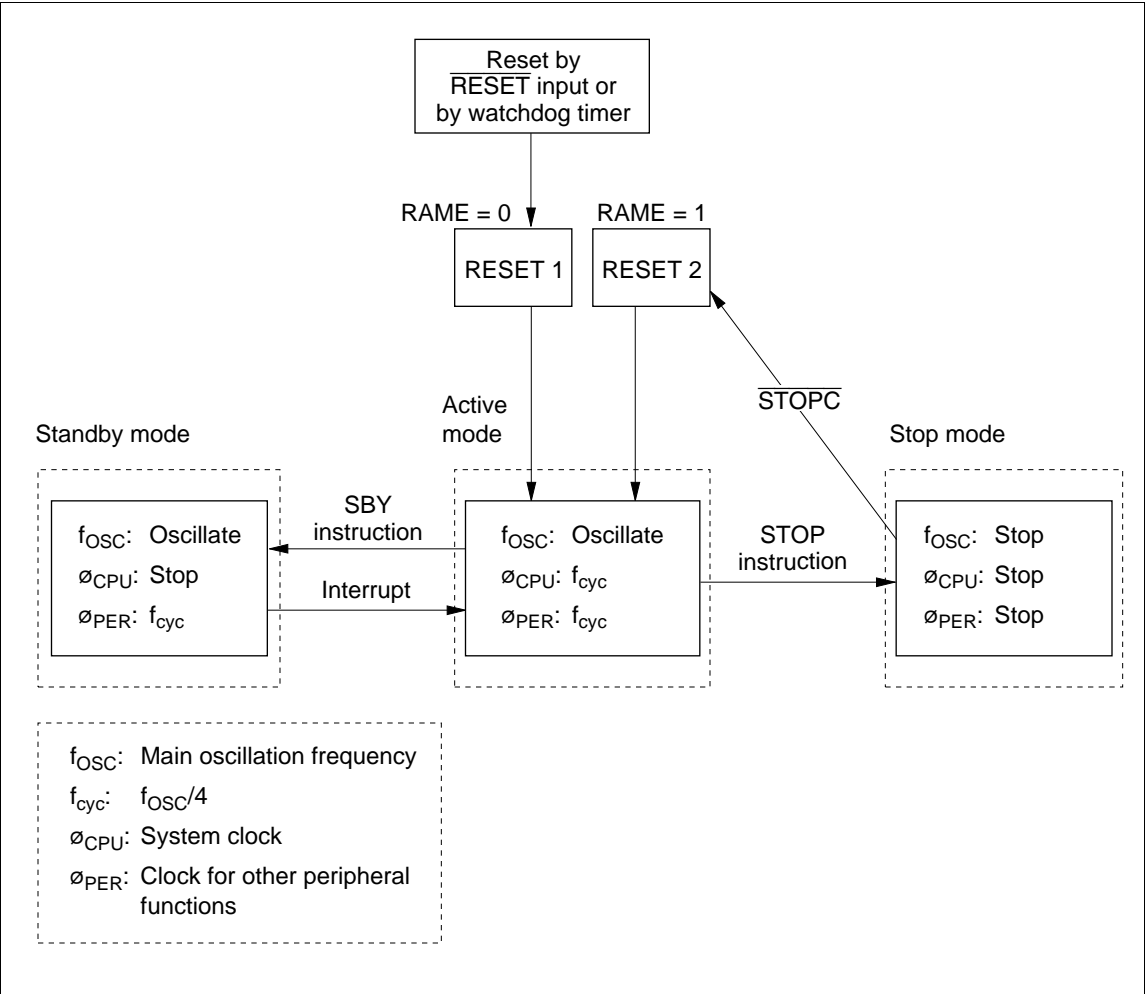 Reset by
RESET input or
by watchdog timer
RAME = 0
RAME = 1
RESET 1
RESET 2
STOPC
Active
mode
Standby mode
Stop mode
fOSC: Oscillate
øCPU: Stop
øPER: fcyc
SBY
instruction
Interrupt
fOSC: Oscillate
øCPU: fcyc
øPER: fcyc
STOP
instruction
fOSC: Stop
øCPU: Stop
øPER: Stop
fOSC: Main oscillation frequency
fcyc: fOSC/4
øCPU: System clock
øPER: Clock for other peripheral
functions